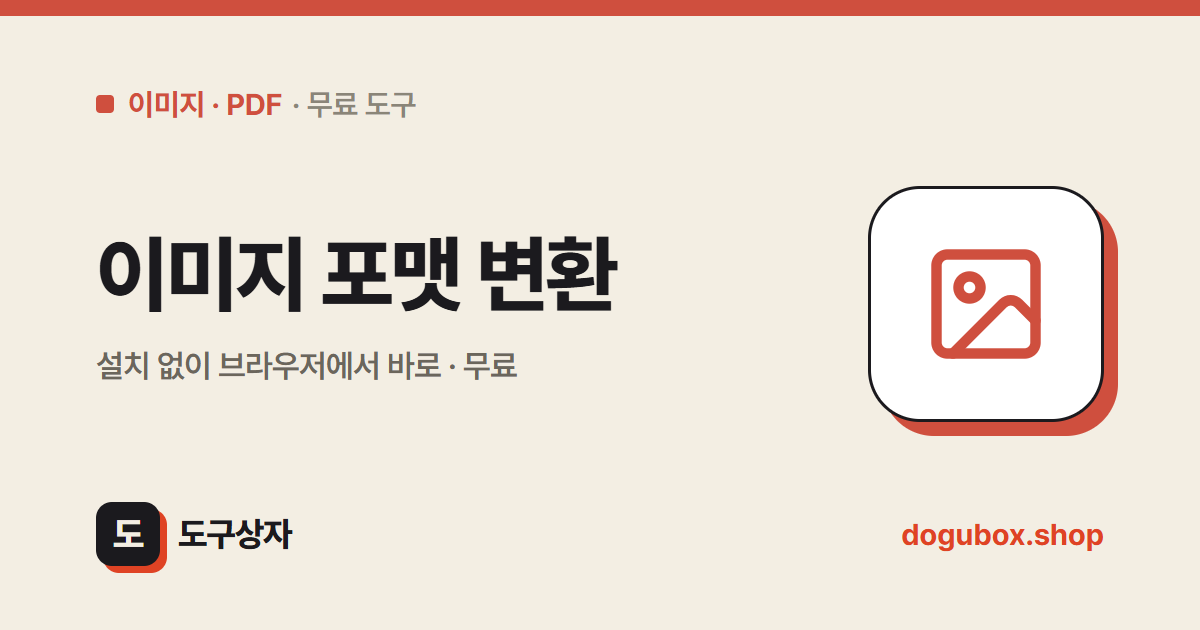 이미지 · PDF · 무료 도구
이미지 포맷 변환
설치 없이 브라우저에서 바로 · 무료
도 도구상자
dogubox.shop